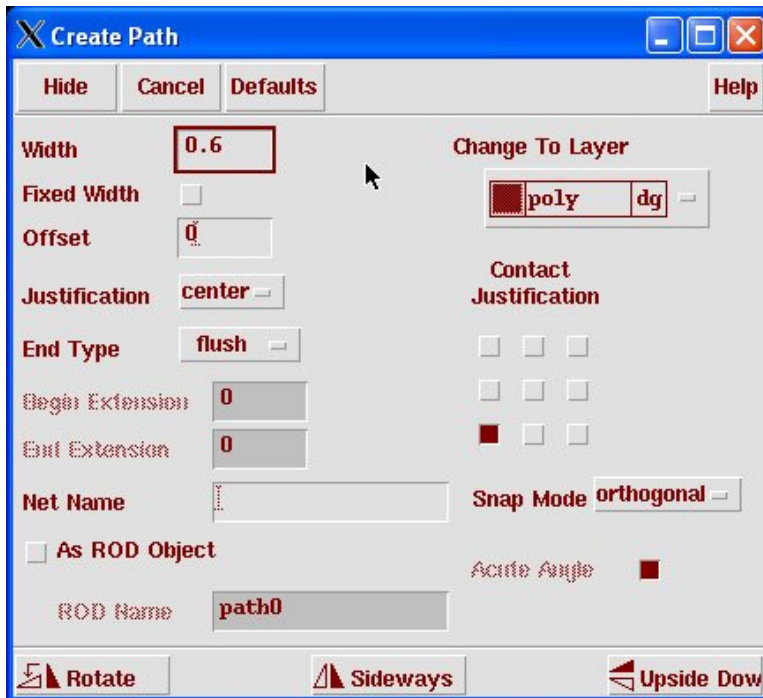 Create Path
Hide Cancel Defaults Help
Width 0.6 Change To Layer
Fixed Width poly dg
Offset 0
Contact
Justification center Justification
End Type flush
Begin Extension 0
End Extension 0
Net Name Snap Mode orthogonal
As ROD Object
Acute Angle
ROD Name path0
Rotate Sideways Upside Dow